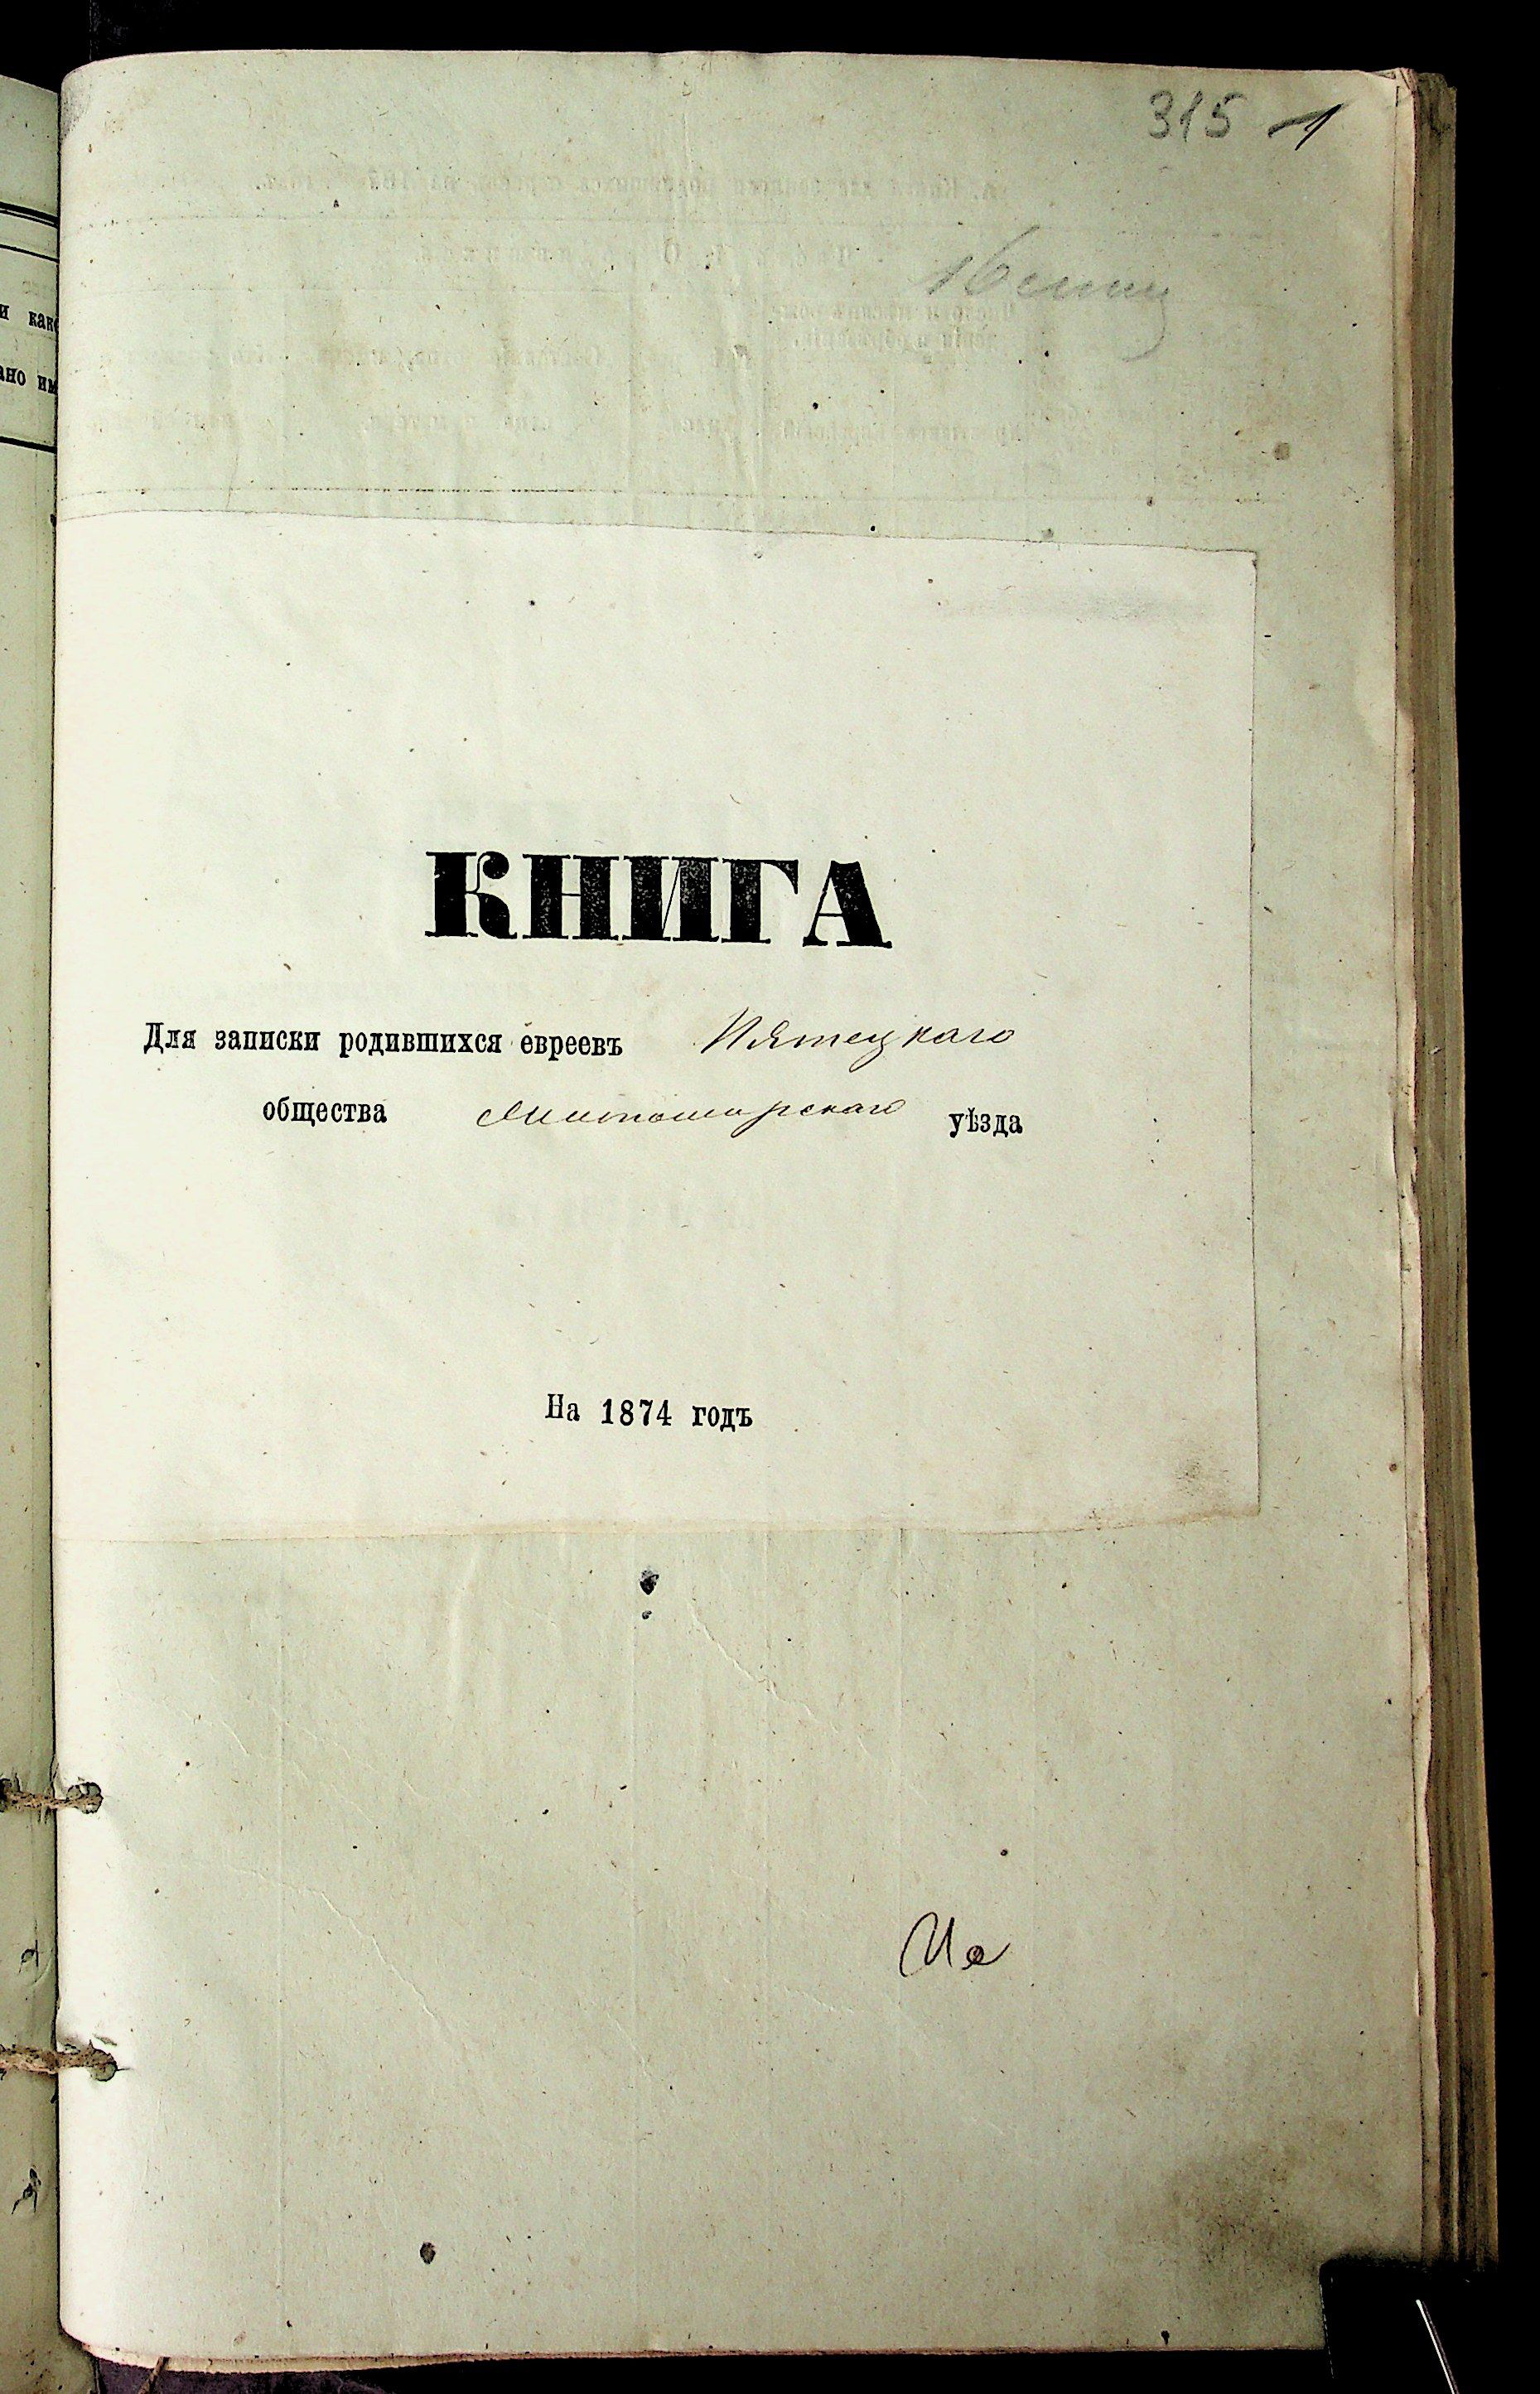 315 1
КНИГА
Для записки родившихся евреевъ Пятецкаго
общества Житомирскаго уѣзда
На 1874 годъ